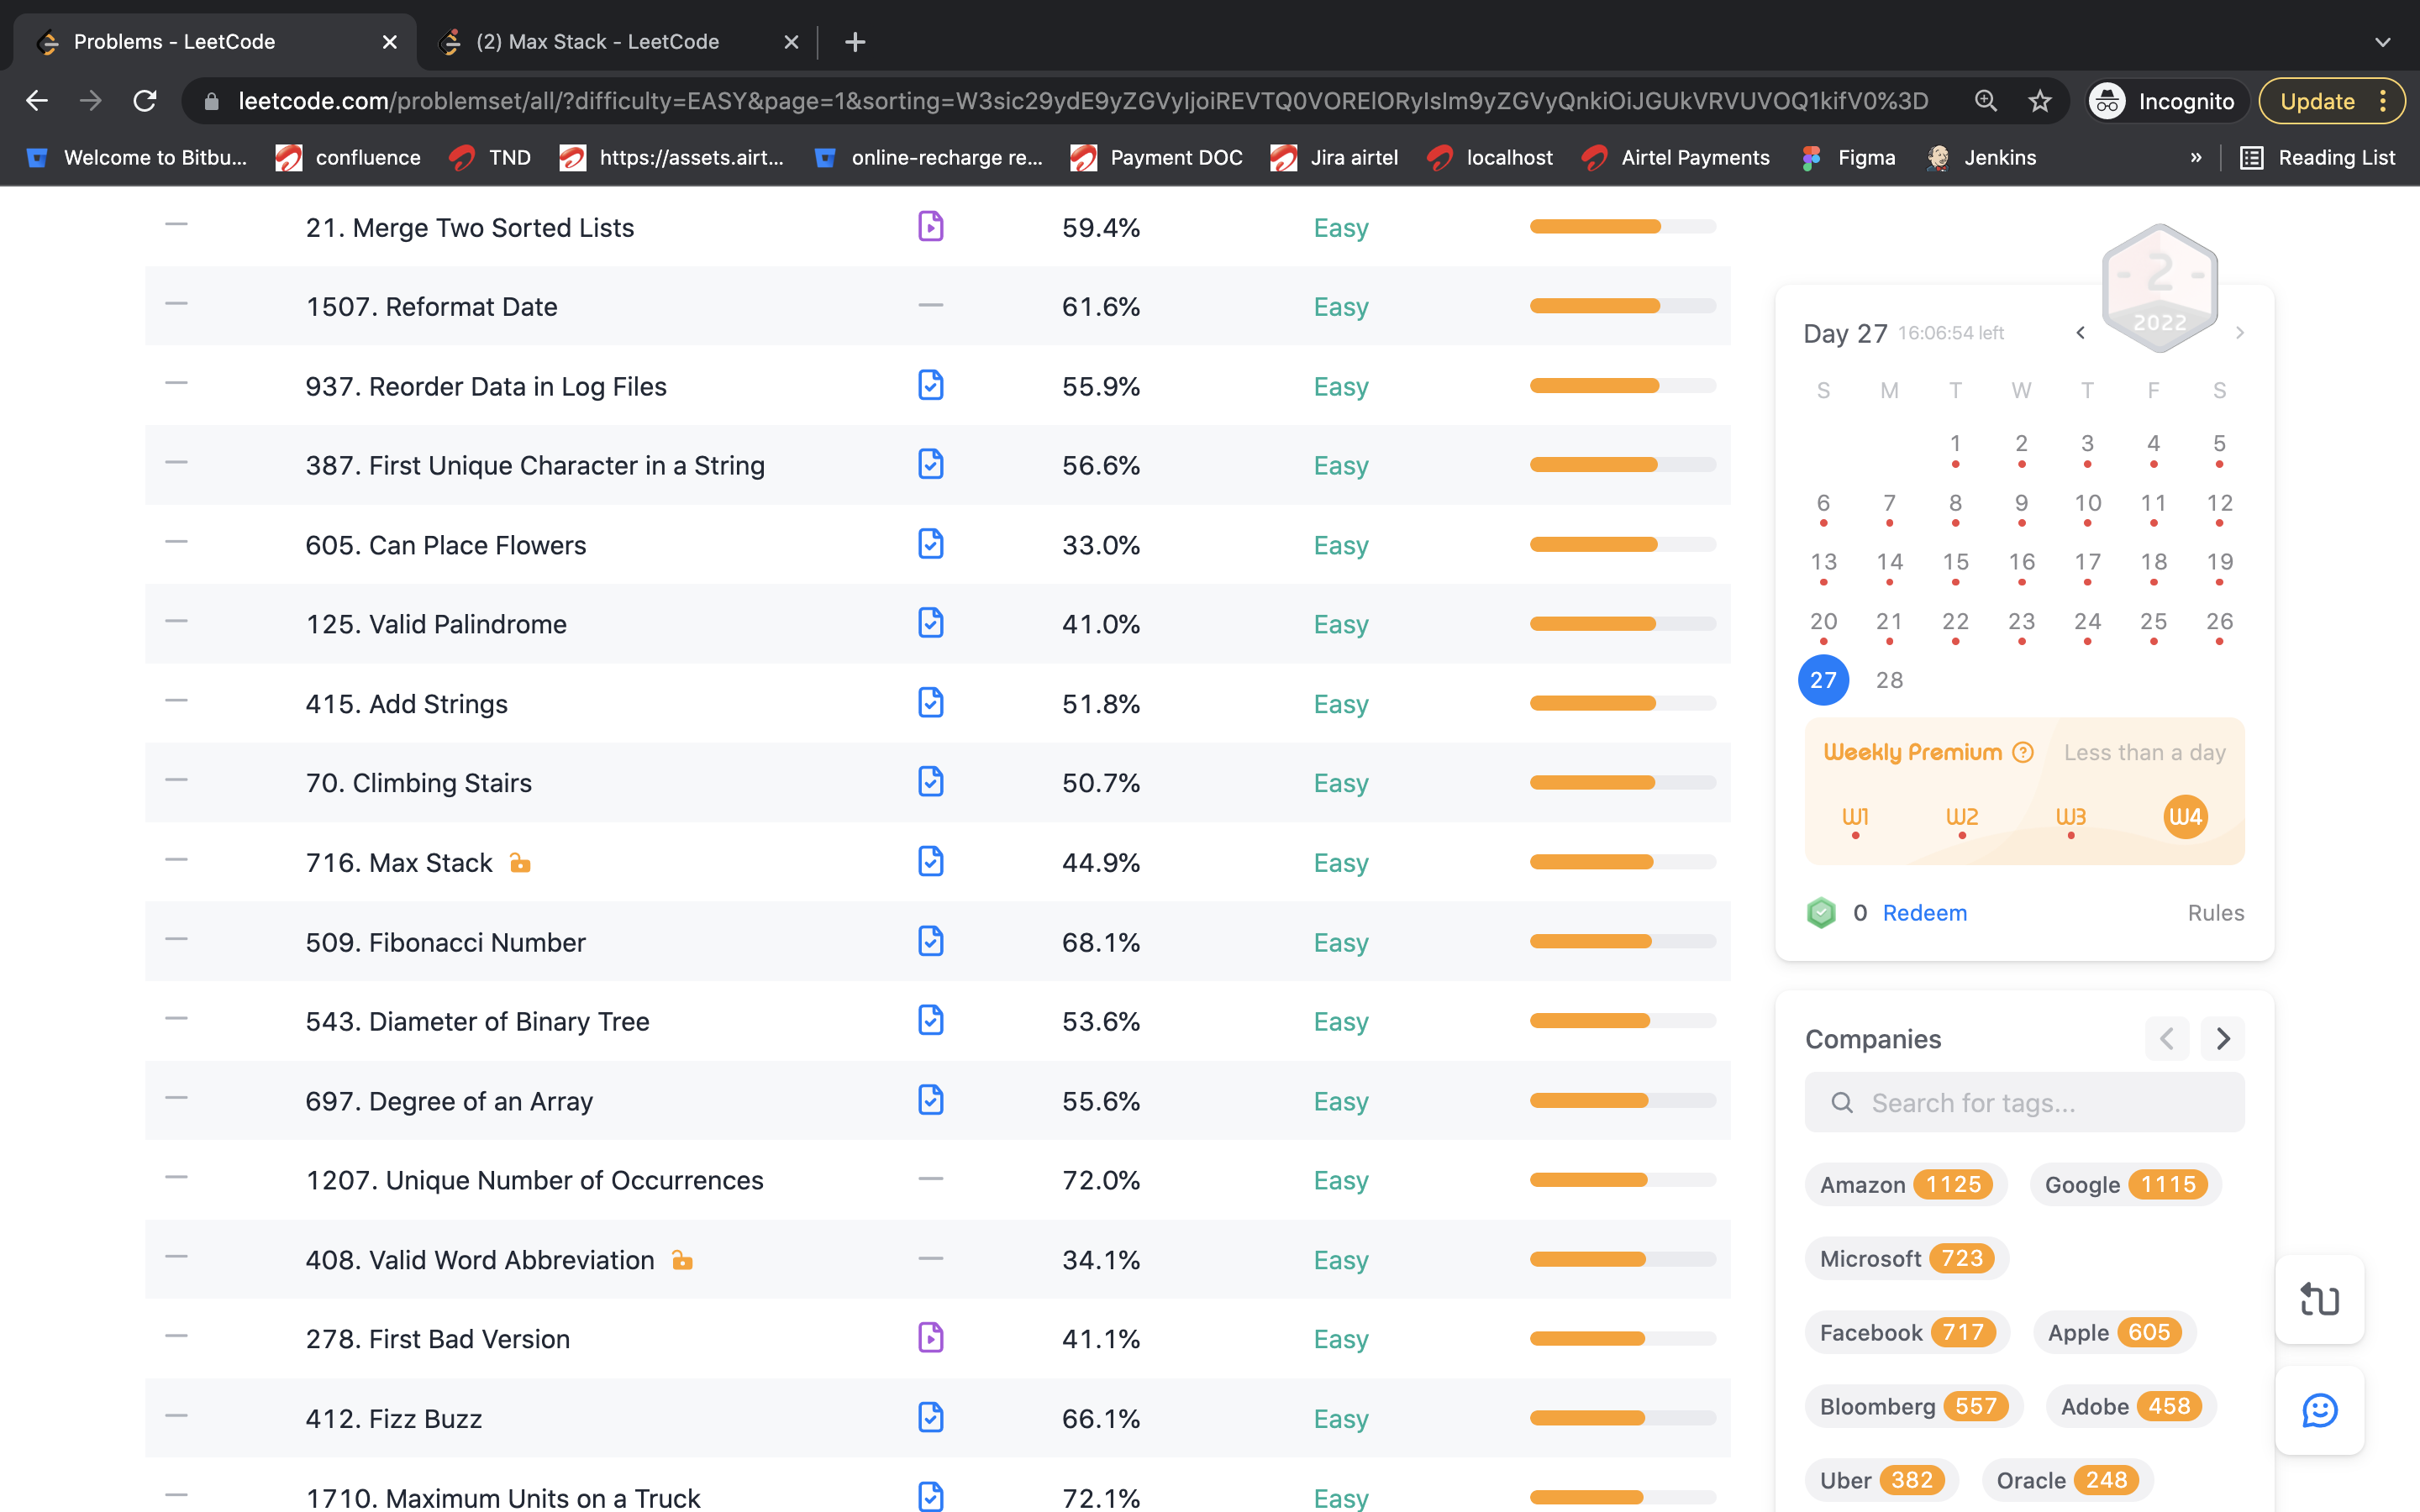 Problems - LeetCode
(2) Max Stack - LeetCode
leetcode.com/problemset/all/?difficulty=EASY&page=1&sorting=W3sic29ydE9yZGVyIjoiREVTQ0VORElORyIsIm9yZGVyQnkiOiJGUkVRVUVOQ1kifV0%3D
Incognito
Update
Welcome to Bitbu...
confluence
TND
https://assets.airt...
online-recharge re...
Payment DOC
Jira airtel
localhost
Airtel Payments
Figma
Jenkins
»
Reading List
21. Merge Two Sorted Lists 59.4% Easy
1507. Reformat Date 61.6% Easy
937. Reorder Data in Log Files 55.9% Easy
387. First Unique Character in a String 56.6% Easy
605. Can Place Flowers 33.0% Easy
125. Valid Palindrome 41.0% Easy
415. Add Strings 51.8% Easy
70. Climbing Stairs 50.7% Easy
716. Max Stack 44.9% Easy
509. Fibonacci Number 68.1% Easy
543. Diameter of Binary Tree 53.6% Easy
697. Degree of an Array 55.6% Easy
1207. Unique Number of Occurrences 72.0% Easy
408. Valid Word Abbreviation 34.1% Easy
278. First Bad Version 41.1% Easy
412. Fizz Buzz 66.1% Easy
1710. Maximum Units on a Truck 72.1% Easy
2
2022
Day 27 16:06:54 left
S M T W T F S
1 2 3 4 5
6 7 8 9 10 11 12
13 14 15 16 17 18 19
20 21 22 23 24 25 26
27 28
Weekly Premium ? Less than a day
W1 W2 W3 W4
0 Redeem Rules
Companies
Search for tags...
Amazon 1125 Google 1115
Microsoft 723
Facebook 717 Apple 605
Bloomberg 557 Adobe 458
Uber 382 Oracle 248